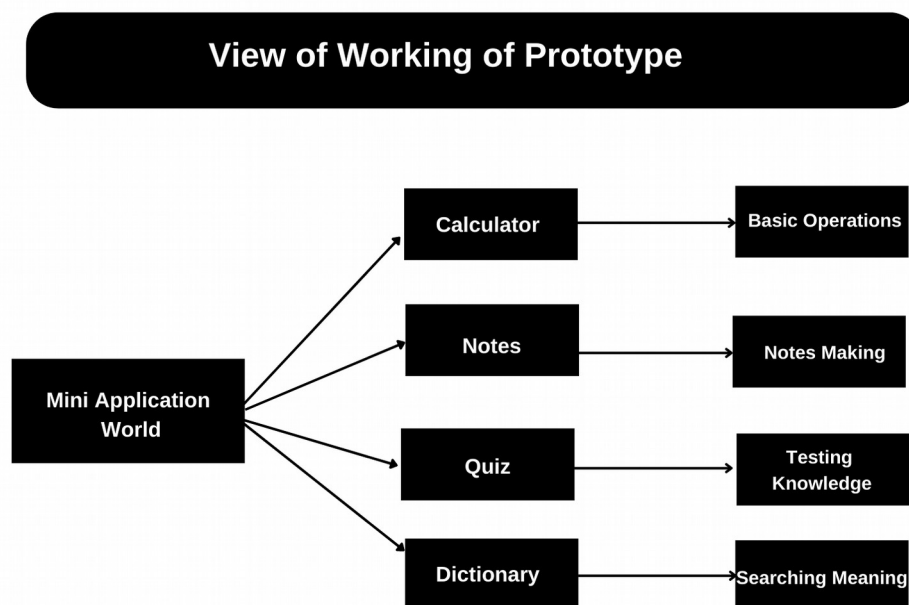 View of Working of Prototype
Calculator
Basic Operations
Notes
Notes Making
Mini Application
World
Quiz
Testing
Knowledge
Dictionary
Searching Meaning